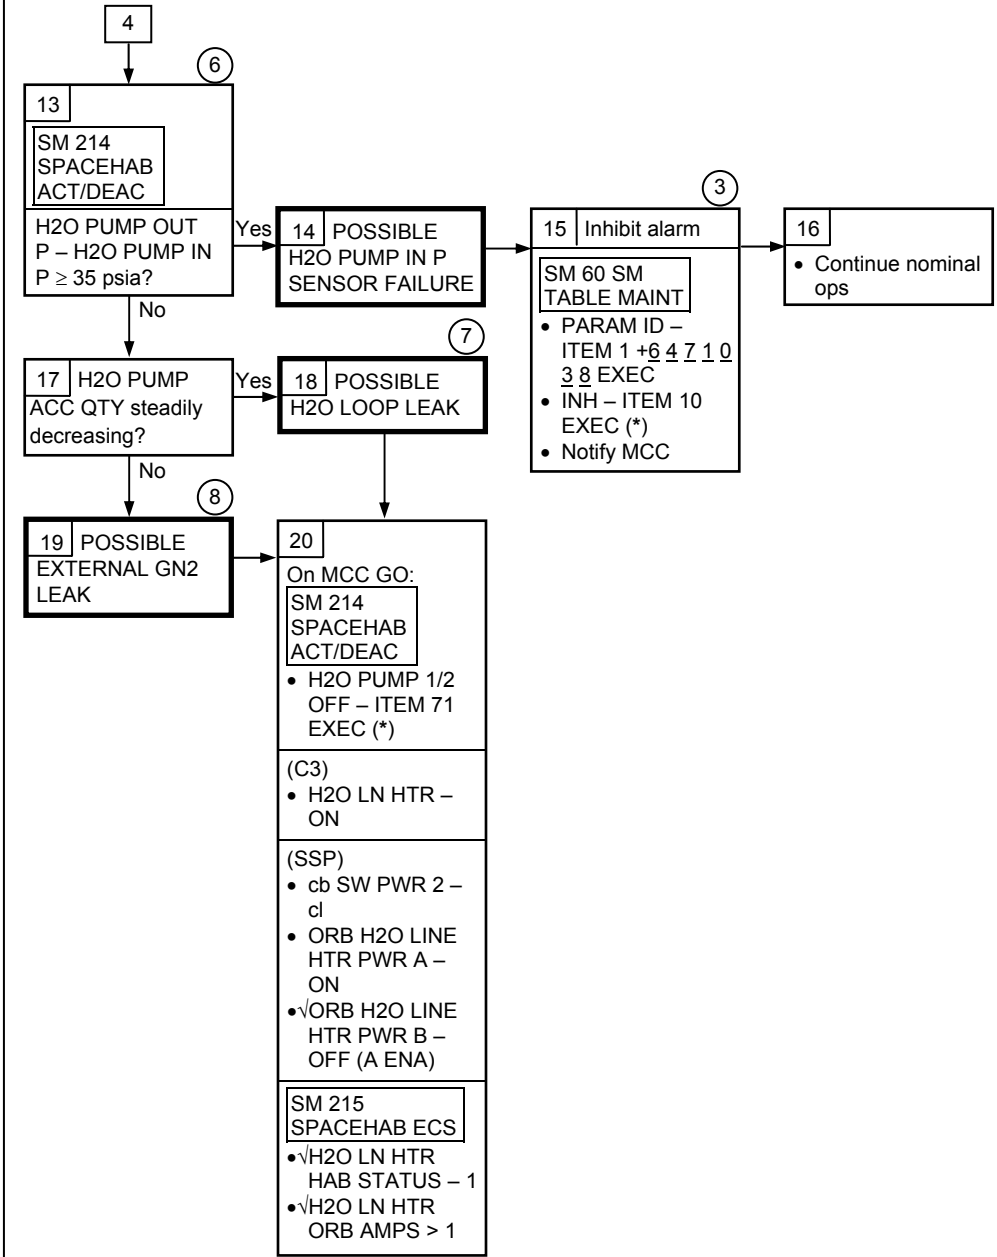 4
6
13
SM 214
SPACEHAB
ACT/DEAC
H2O PUMP OUT
P – H2O PUMP IN
P ≥ 35 psia?
Yes
No
14 POSSIBLE
H2O PUMP IN P
SENSOR FAILURE
3
15 Inhibit alarm
SM 60 SM
TABLE MAINT
• PARAM ID –
ITEM 1 +6 4 7 1 0
3 8 EXEC
• INH – ITEM 10
EXEC (*)
• Notify MCC
16
• Continue nominal
ops
17 H2O PUMP
ACC QTY steadily
decreasing?
Yes
No
7
18 POSSIBLE
H2O LOOP LEAK
8
19 POSSIBLE
EXTERNAL GN2
LEAK
20
On MCC GO:
SM 214
SPACEHAB
ACT/DEAC
• H2O PUMP 1/2
OFF – ITEM 71
EXEC (*)
(C3)
• H2O LN HTR –
ON
(SSP)
• cb SW PWR 2 –
cl
• ORB H2O LINE
HTR PWR A –
ON
•√ORB H2O LINE
HTR PWR B –
OFF (A ENA)
SM 215
SPACEHAB ECS
•√H2O LN HTR
HAB STATUS – 1
•√H2O LN HTR
ORB AMPS > 1